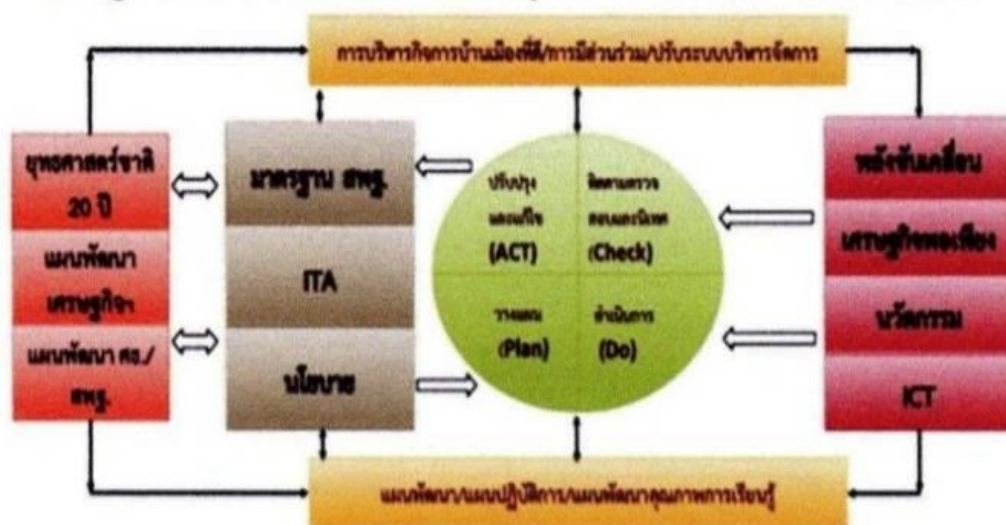 การบริหารกิจการบ้านเมืองที่ดี/การมีส่วนร่วม/ปรับระบบบริหารจัดการ
ยุทธศาสตร์ชาติ
20 ปี
แผนพัฒนา
เศรษฐกิจฯ
แผนพัฒนา ศธ./
สพฐ.
มาตรฐาน สพฐ.
ITA
นโยบาย
ปรับปรุง
และแก้ไข
(ACT)
ติดตามตรวจ
สอบและนิเทศ
(Check)
วางแผน
(Plan)
ดำเนินการ
(Do)
พลังขับเคลื่อน
เศรษฐกิจพอเพียง
นวัตกรรม
ICT
แผนพัฒนา/แผนปฏิบัติการ/แผนพัฒนาคุณภาพการเรียนรู้